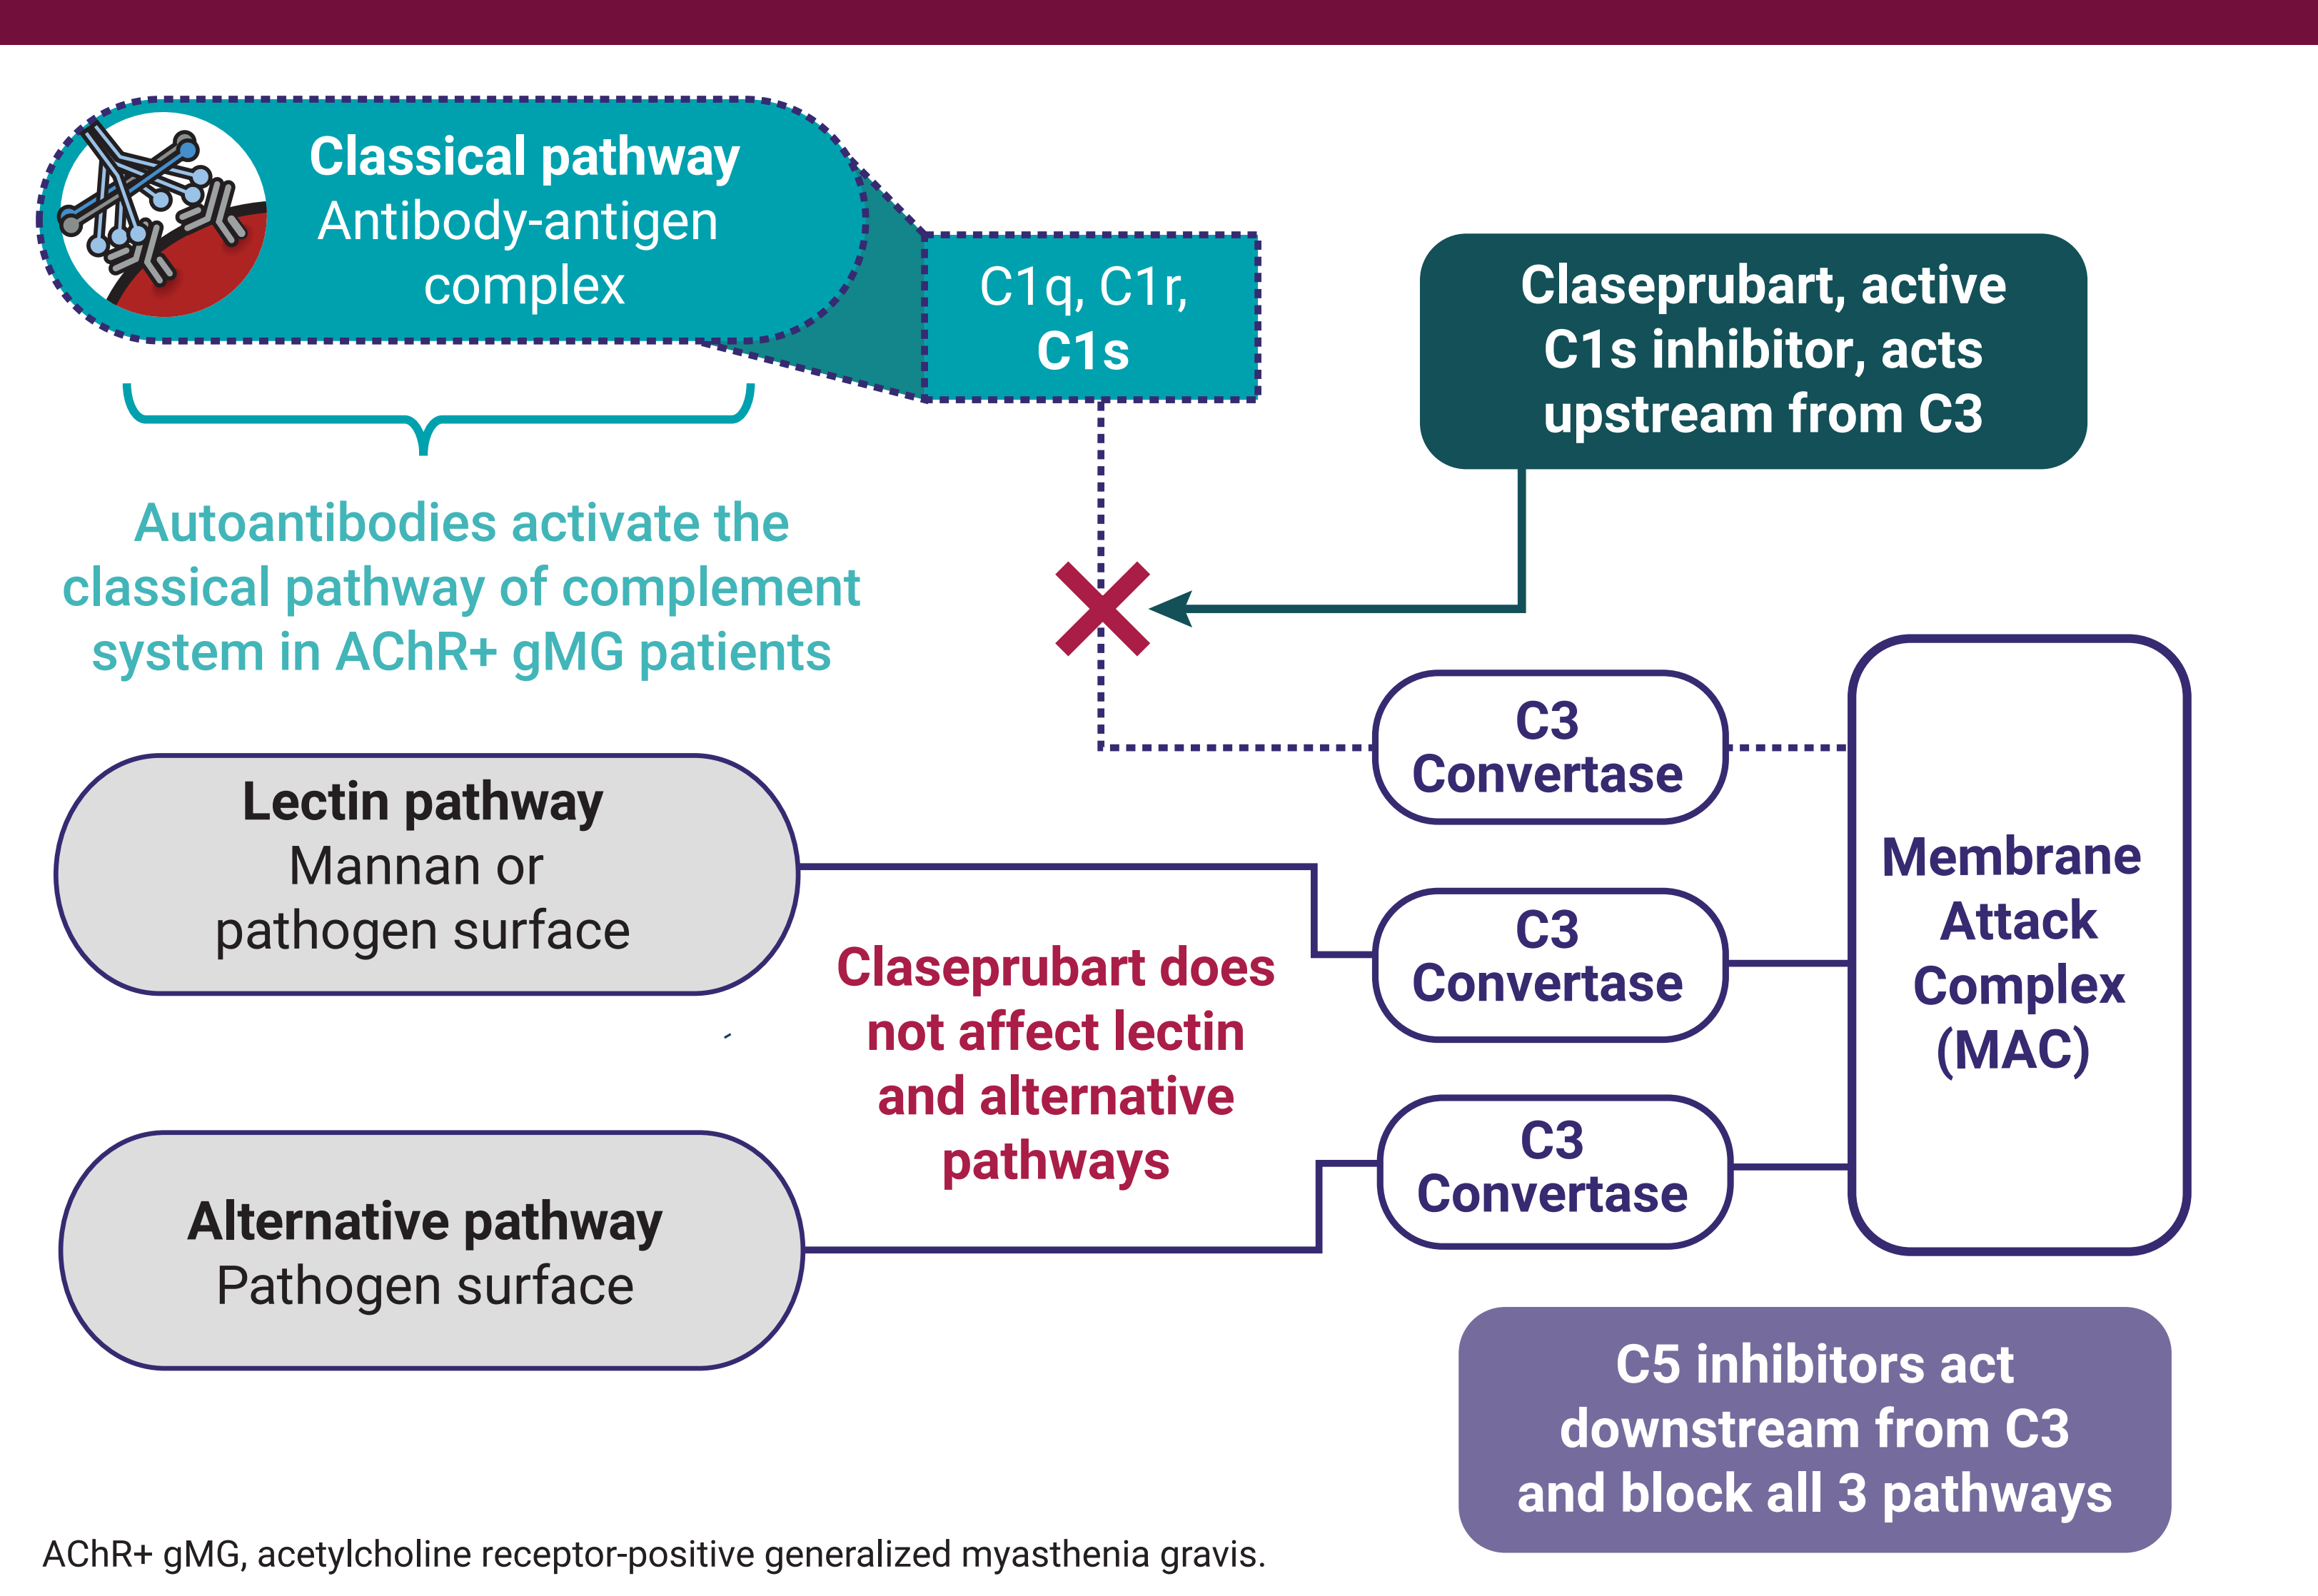 Classical pathway
Antibody-antigen
complex
C1q, C1r,
C1s
Claseprubart, active
C1s inhibitor, acts
upstream from C3
Autoantibodies activate the
classical pathway of complement
system in AChR+ gMG patients
C3
Convertase
Lectin pathway
Mannan or
pathogen surface
Claseprubart does
not affect lectin
and alternative
pathways
C3
Convertase
Membrane
Attack
Complex
(MAC)
Alternative pathway
Pathogen surface
C3
Convertase
C5 inhibitors act
downstream from C3
and block all 3 pathways
AChR+ gMG, acetylcholine receptor-positive generalized myasthenia gravis.